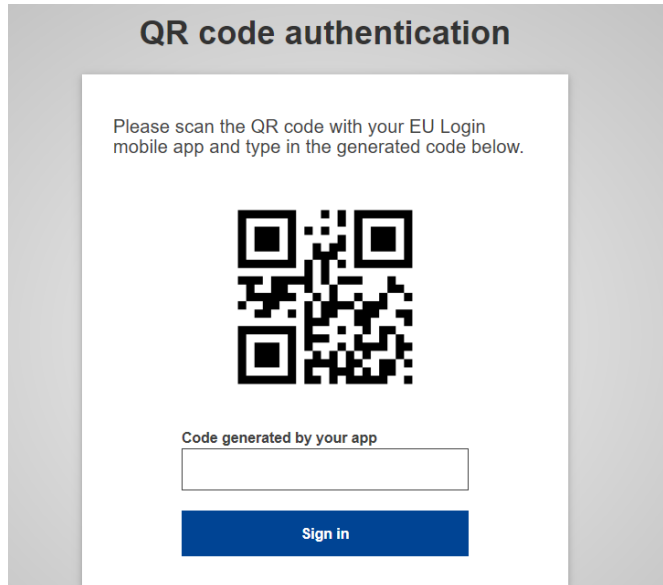 QR code authentication
Please scan the QR code with your EU Login
mobile app and type in the generated code below.
Code generated by your app
Sign in